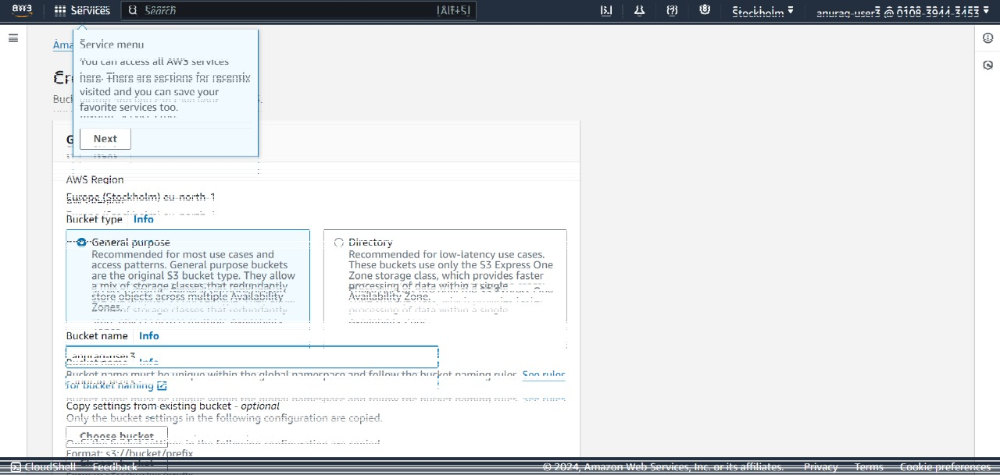 aws Services Search [Alt+S] Stockholm ▼ anurag-user3 @ 0108-3944-3453 ▼
Ama
Service menu
You can access all AWS services
here. There are sections for recently
visited and you can save your
favorite services too.
Next
Cr
Buck
G
AWS Region
Europe (Stockholm) eu-north-1
Bucket type Info
General purpose
Recommended for most use cases and
access patterns. General purpose buckets
are the original S3 bucket type. They allow
a mix of storage classes that redundantly
store objects across multiple Availability
Zones.
Directory
Recommended for low-latency use cases.
These buckets use only the S3 Express One
Zone storage class, which provides faster
processing of data within a single
Availability Zone.
Bucket name Info
anurag-user3
Bucket name must be unique within the global namespace and follow the bucket naming rules. See rules
for bucket naming
Copy settings from existing bucket - optional
Only the bucket settings in the following configuration are copied.
Choose bucket
Format: s3://bucket/prefix
CloudShell Feedback © 2024, Amazon Web Services, Inc. or its affiliates. Privacy Terms Cookie preferences